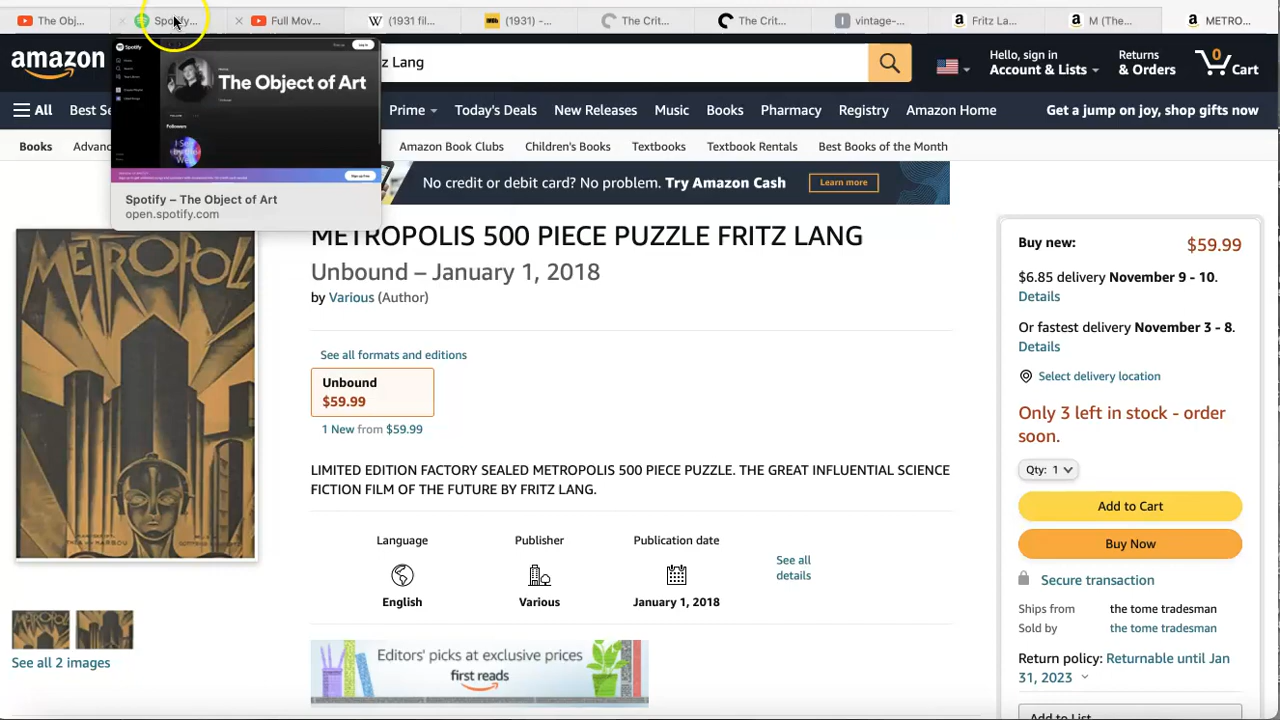 The Obj...
Spotify...
Full Mov...
(1931 fil...
(1931) -...
The Crit...
The Crit...
vintage-...
Fritz La...
M (The...
METRO...
amazon
z Lang
Hello, sign in
Account & Lists
Returns
& Orders
0
Cart
All
Best Se
Prime
Today's Deals
New Releases
Music
Books
Pharmacy
Registry
Amazon Home
Get a jump on joy, shop gifts now
Books
Advanc
Amazon Book Clubs
Children's Books
Textbooks
Textbook Rentals
Best Books of the Month
Spotify
The Object of Art
Followers
Spotify – The Object of Art
open.spotify.com
No credit or debit card? No problem. Try Amazon Cash
Learn more
METROPOLIS 500 PIECE PUZZLE FRITZ LANG
Unbound – January 1, 2018
by Various (Author)
See all formats and editions
Unbound
$59.99
1 New from $59.99
LIMITED EDITION FACTORY SEALED METROPOLIS 500 PIECE PUZZLE. THE GREAT INFLUENTIAL SCIENCE
FICTION FILM OF THE FUTURE BY FRITZ LANG.
Language
English
Publisher
Various
Publication date
January 1, 2018
See all
details
Editors' picks at exclusive prices
first reads
METROPOL
See all 2 images
Buy new:
$59.99
$6.85 delivery November 9 - 10.
Details
Or fastest delivery November 3 - 8.
Details
Select delivery location
Only 3 left in stock - order
soon.
Qty: 1
Add to Cart
Buy Now
Secure transaction
Ships from
the tome tradesman
Sold by
the tome tradesman
Return policy: Returnable until Jan
31, 2023
Add to List